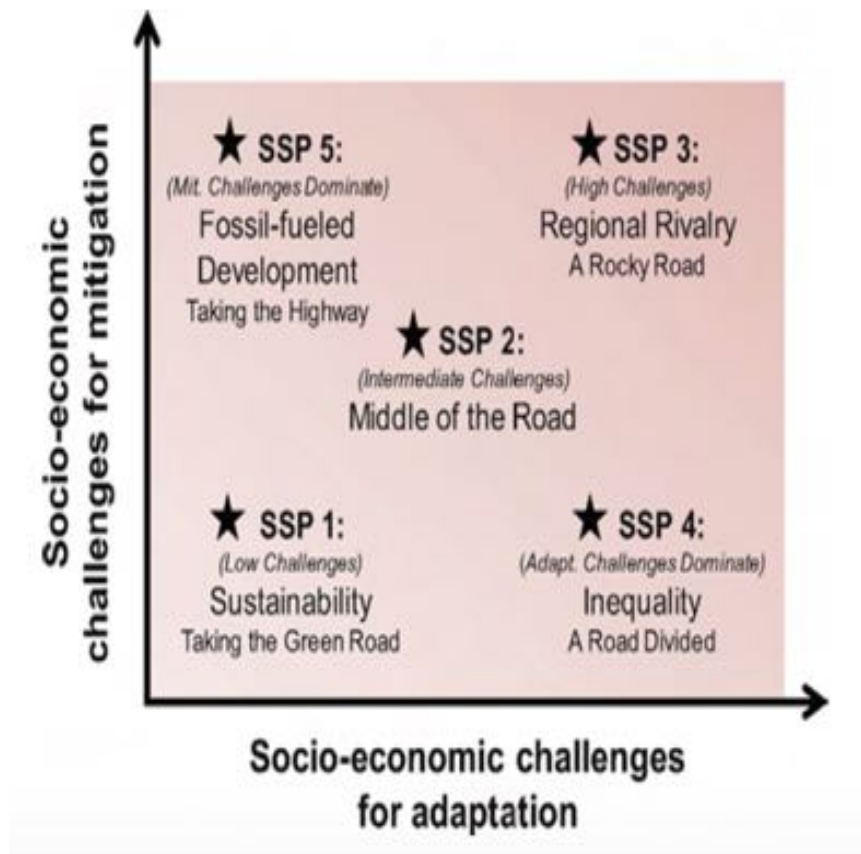 Socio-economic
challenges for mitigation
★ SSP 5:
(Mit. Challenges Dominate)
Fossil-fueled
Development
Taking the Highway
★ SSP 3:
(High Challenges)
Regional Rivalry
A Rocky Road
★ SSP 2:
(Intermediate Challenges)
Middle of the Road
★ SSP 1:
(Low Challenges)
Sustainability
Taking the Green Road
★ SSP 4:
(Adapt. Challenges Dominate)
Inequality
A Road Divided
Socio-economic challenges
for adaptation